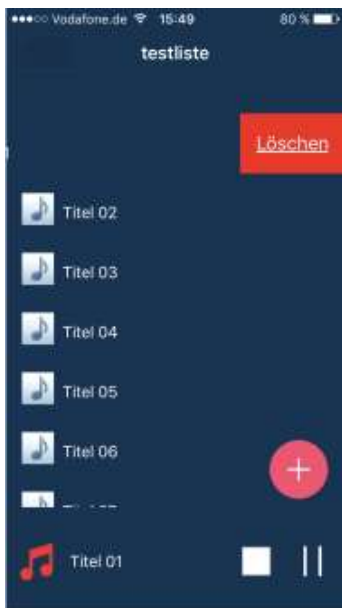 Vodafone.de 15:49 80 %
testliste
Löschen
Titel 02
Titel 03
Titel 04
Titel 05
Titel 06
Titel 01